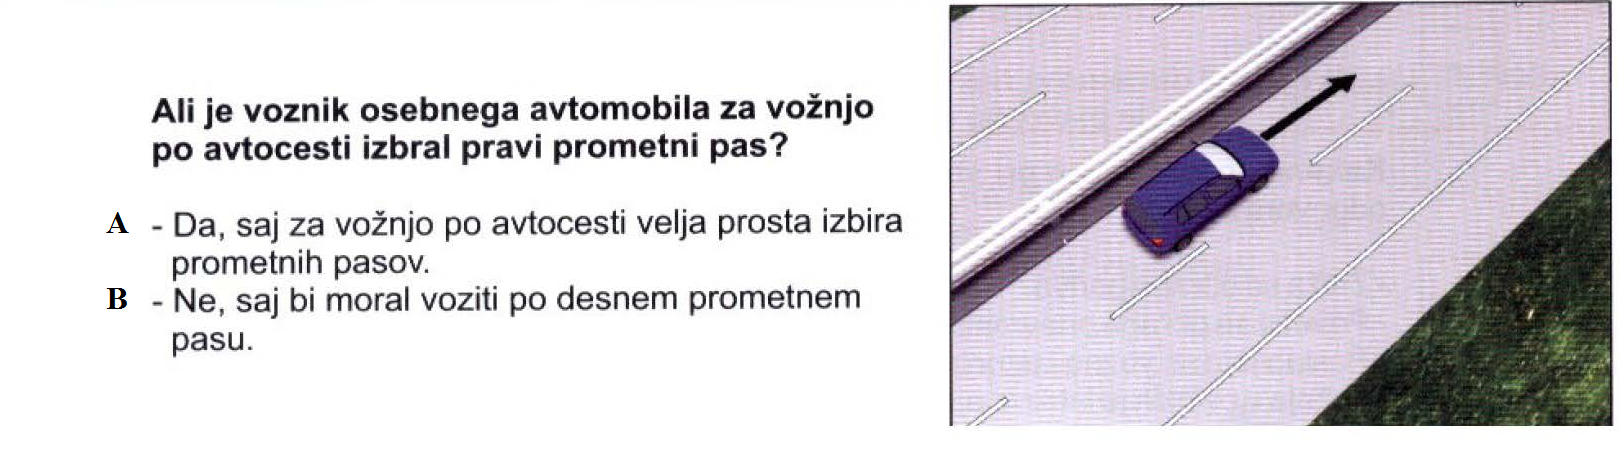 Ali je voznik osebnega avtomobila za vožnjo
po avtocesti izbral pravi prometni pas?
A - Da, saj za vožnjo po avtocesti velja prosta izbira
prometnih pasov.
B - Ne, saj bi moral voziti po desnem prometnem
pasu.